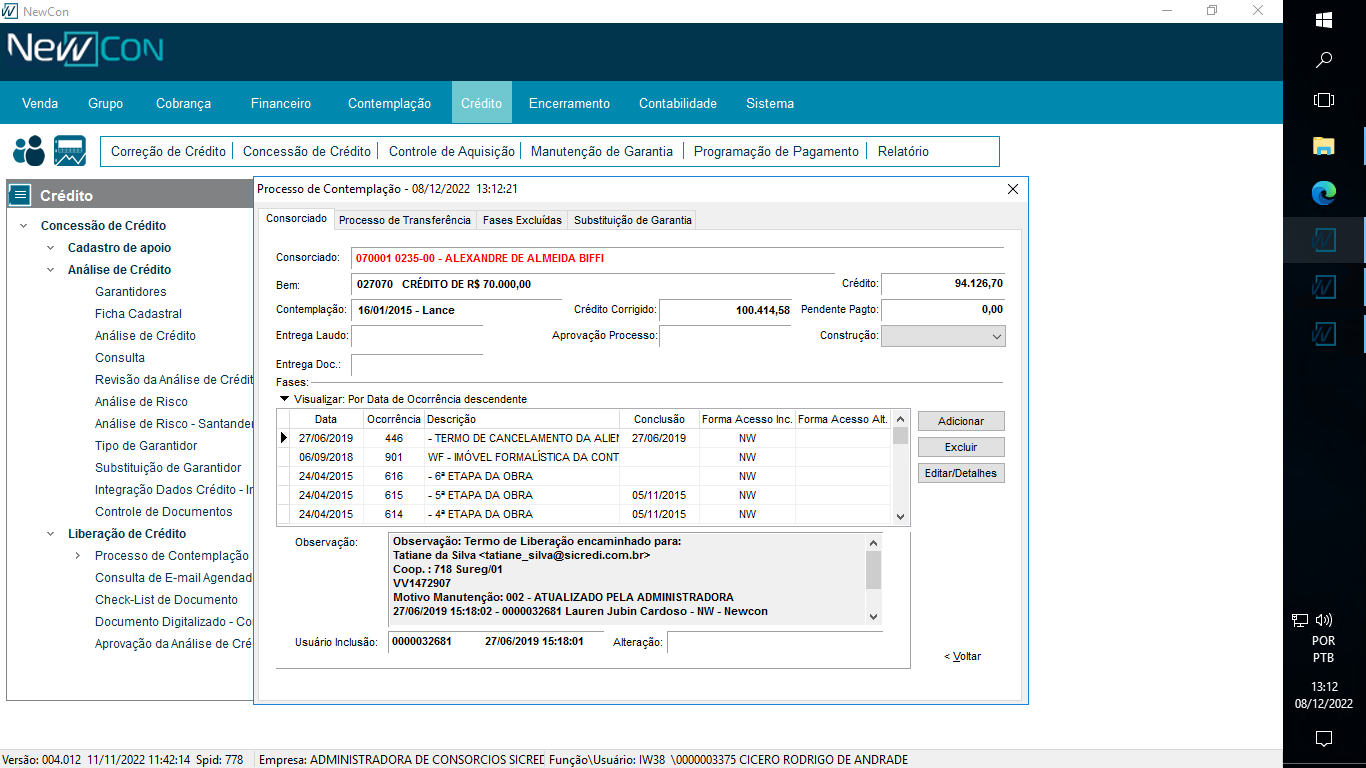 NewCon
NEWCON
Venda Grupo Cobrança Financeiro Contemplação Crédito Encerramento Contabilidade Sistema
Correção de Crédito Concessão de Crédito Controle de Aquisição Manutenção de Garantia Programação de Pagamento Relatório
Crédito
Concessão de Crédito
Cadastro de apoio
Análise de Crédito
Garantidores
Ficha Cadastral
Análise de Crédito
Consulta
Revisão da Análise de Crédit
Análise de Risco
Análise de Risco - Santander
Tipo de Garantidor
Substituição de Garantidor
Integração Dados Crédito - Ir
Controle de Documentos
Liberação de Crédito
Processo de Contemplação
Consulta de E-mail Agendad
Check-List de Documento
Documento Digitalizado - Co
Aprovação da Análise de Cré
Processo de Contemplação - 08/12/2022 13:12:21
Consorciado Processo de Transferência Fases Excluídas Substituição de Garantia
Consorciado: 070001 0235-00 - ALEXANDRE DE ALMEIDA BIFFI
Bem: 027070 CRÉDITO DE R$ 70.000,00 Crédito: 94.126,70
Contemplação: 16/01/2015 - Lance Crédito Corrigido: 100.414,58 Pendente Pagto: 0,00
Entrega Laudo: Aprovação Processo: Construção:
Entrega Doc.:
Fases:
Visualizar: Por Data de Ocorrência descendente
Data Ocorrência Descrição Conclusão Forma Acesso Inc. Forma Acesso Alt.
27/06/2019 446 - TERMO DE CANCELAMENTO DA ALIEN 27/06/2019 NW
06/09/2018 901 WF - IMÓVEL FORMALÍSTICA DA CONT NW
24/04/2015 616 - 6ª ETAPA DA OBRA NW
24/04/2015 615 - 5ª ETAPA DA OBRA 05/11/2015 NW
24/04/2015 614 - 4ª ETAPA DA OBRA 05/11/2015 NW
Adicionar
Excluir
Editar/Detalhes
Observação: Observação: Termo de Liberação encaminhado para:
Tatiane da Silva <tatiane_silva@sicredi.com.br>
Coop. : 718 Sureg/01
VV1472907
Motivo Manutenção: 002 - ATUALIZADO PELA ADMINISTRADORA
27/06/2019 15:18:02 - 0000032681 Lauren Jubin Cardoso - NW - Newcon
Usuário Inclusão: 0000032681 27/06/2019 15:18:01 Alteração:
< Voltar
Versão: 004.012 11/11/2022 11:42:14 Spid: 778 Empresa: ADMINISTRADORA DE CONSORCIOS SICRED Função\Usuário: IW38 \0000003375 CICERO RODRIGO DE ANDRADE
POR
PTB
13:12
08/12/2022